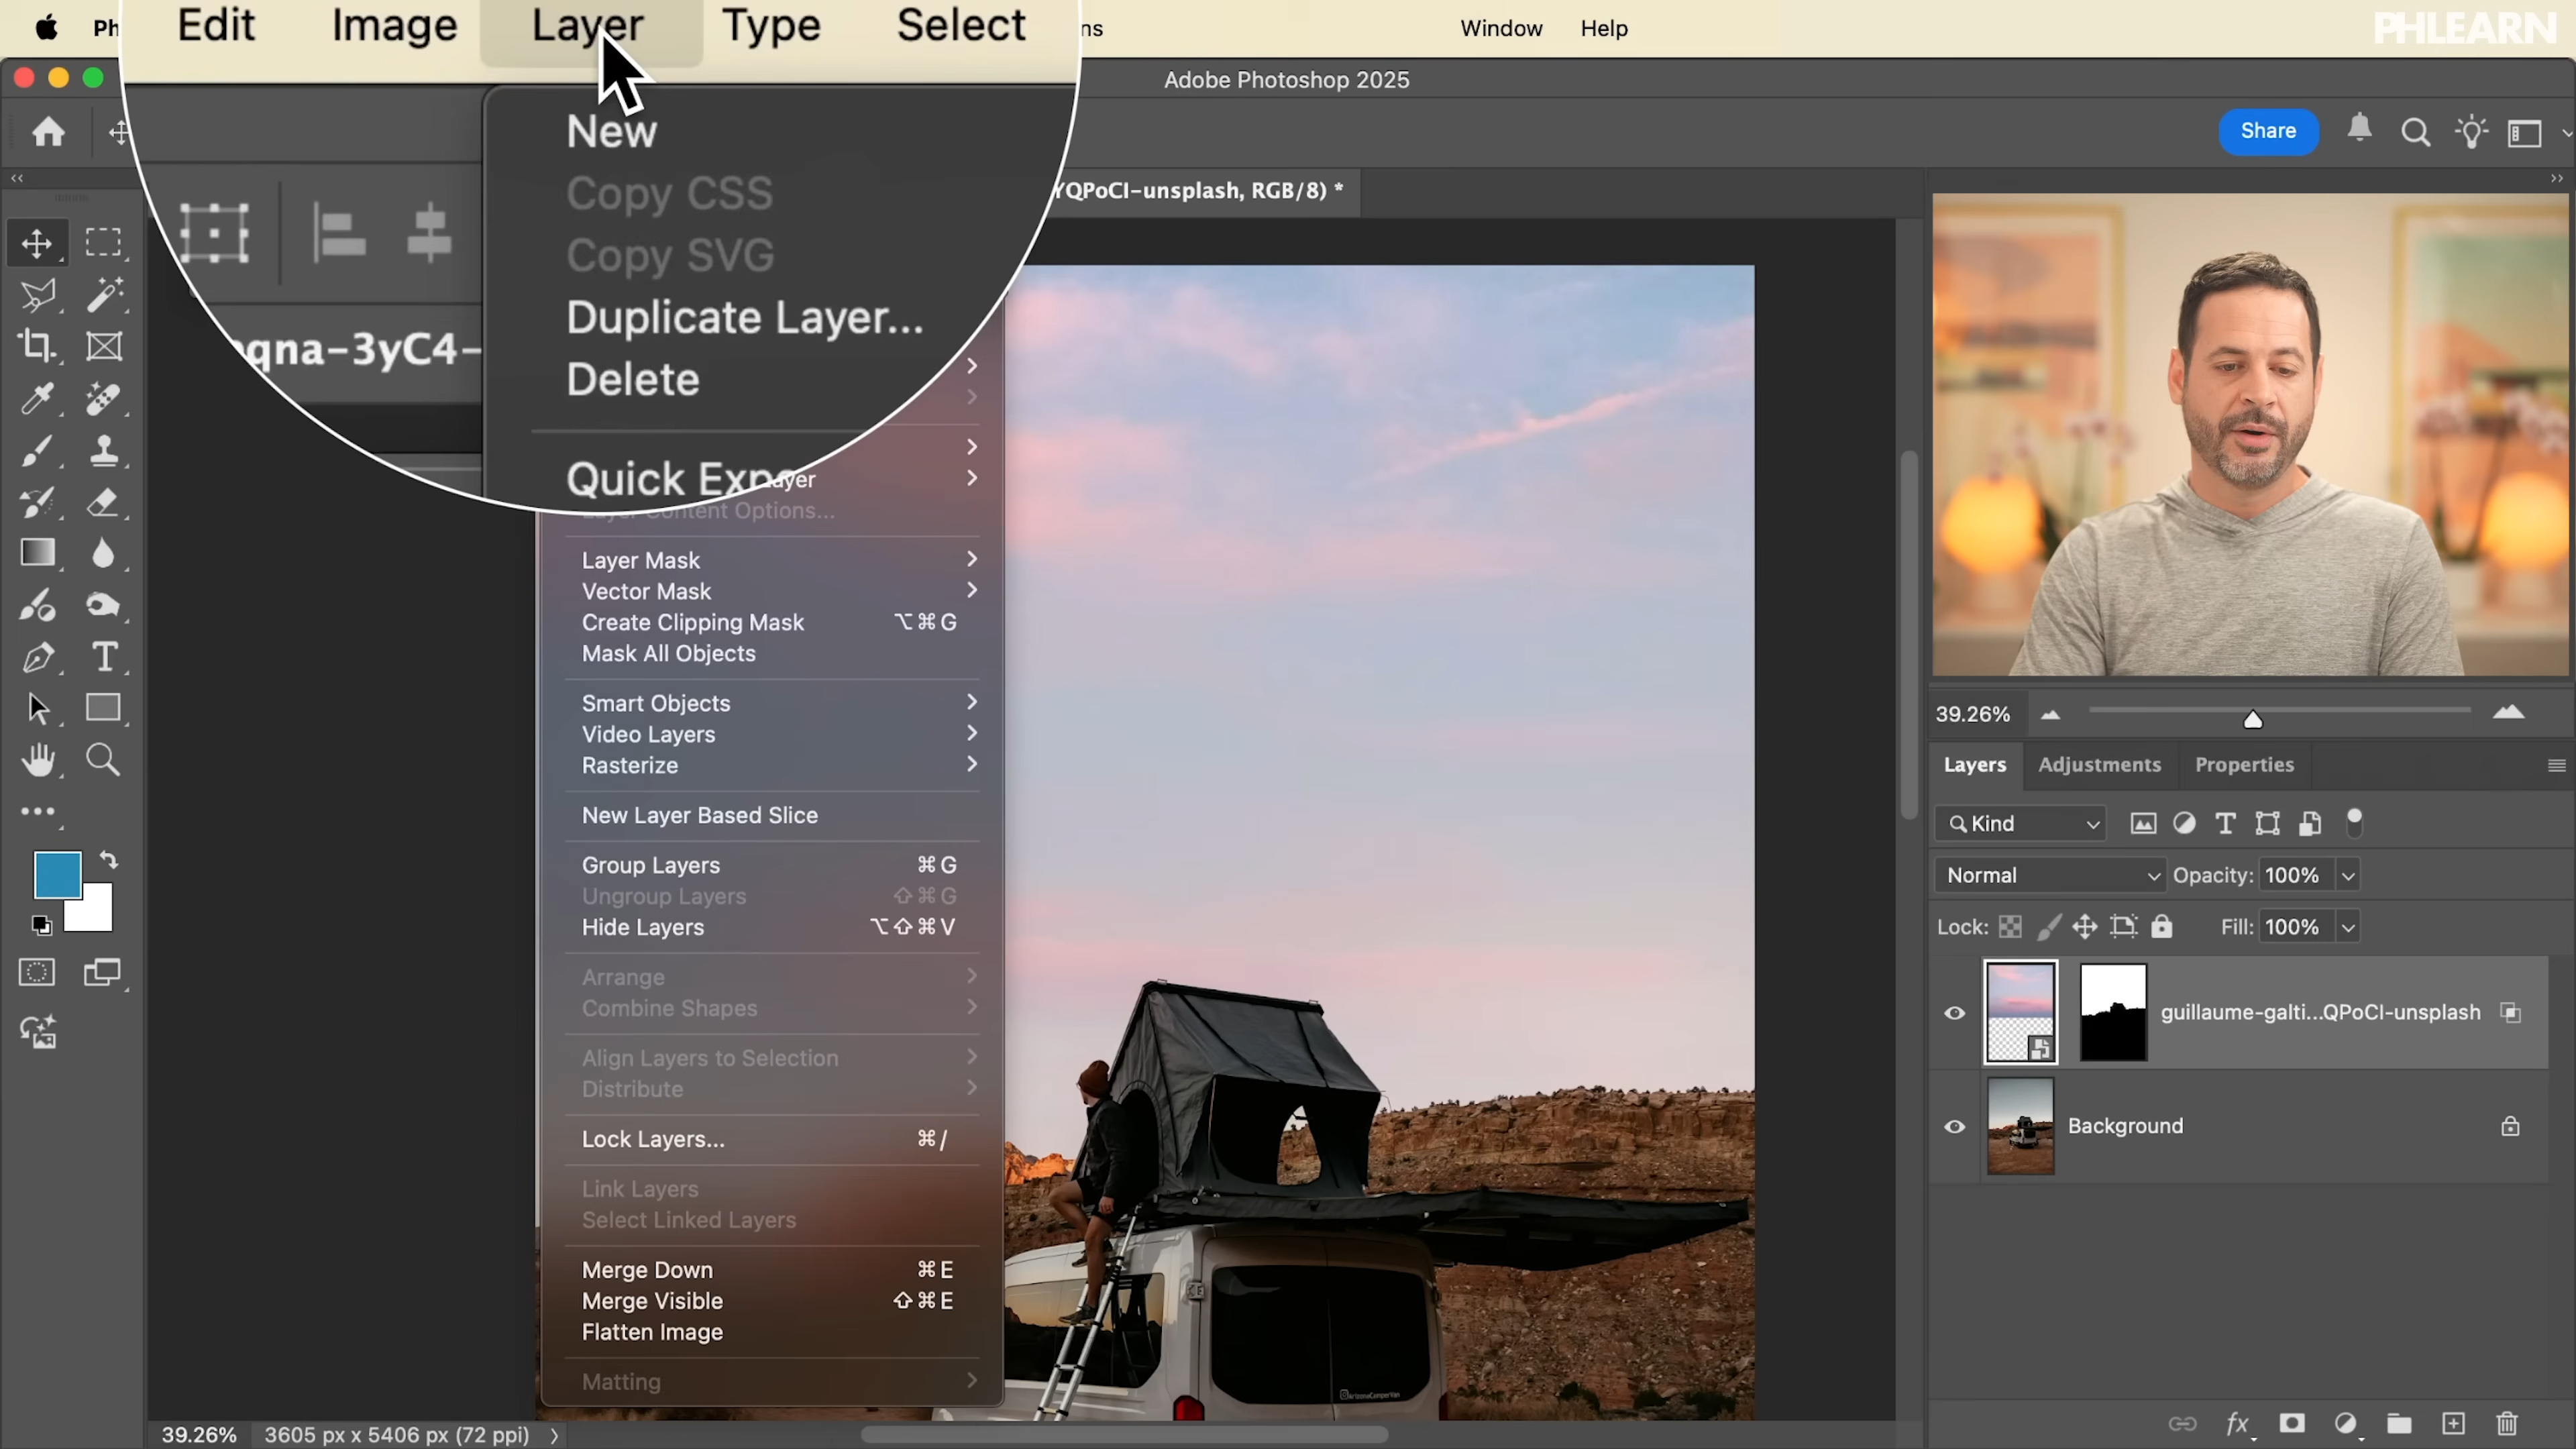 Edit Image Layer Type Select
Window Help
PHLEARN
Adobe Photoshop 2025
Share
New
Copy CSS
Copy SVG
Duplicate Layer...
Delete
Quick Exp
YQPoCI-unsplash, RGB/8) *
qna-3yC4-
Layer Content Options...
Layer Mask
Vector Mask
Create Clipping Mask ⌥⌘G
Mask All Objects
Smart Objects
Video Layers
Rasterize
New Layer Based Slice
Group Layers ⌘G
Ungroup Layers ⇧⌘G
Hide Layers ⌥⇧⌘V
Arrange
Combine Shapes
Align Layers to Selection
Distribute
Lock Layers... ⌘/
Link Layers
Select Linked Layers
Merge Down ⌘E
Merge Visible ⇧⌘E
Flatten Image
Matting
39.26% 3605 px x 5406 px (72 ppi)
39.26%
Layers Adjustments Properties
Kind
Normal Opacity: 100%
Lock: Fill: 100%
guillaume-galti...QPoCI-unsplash
Background